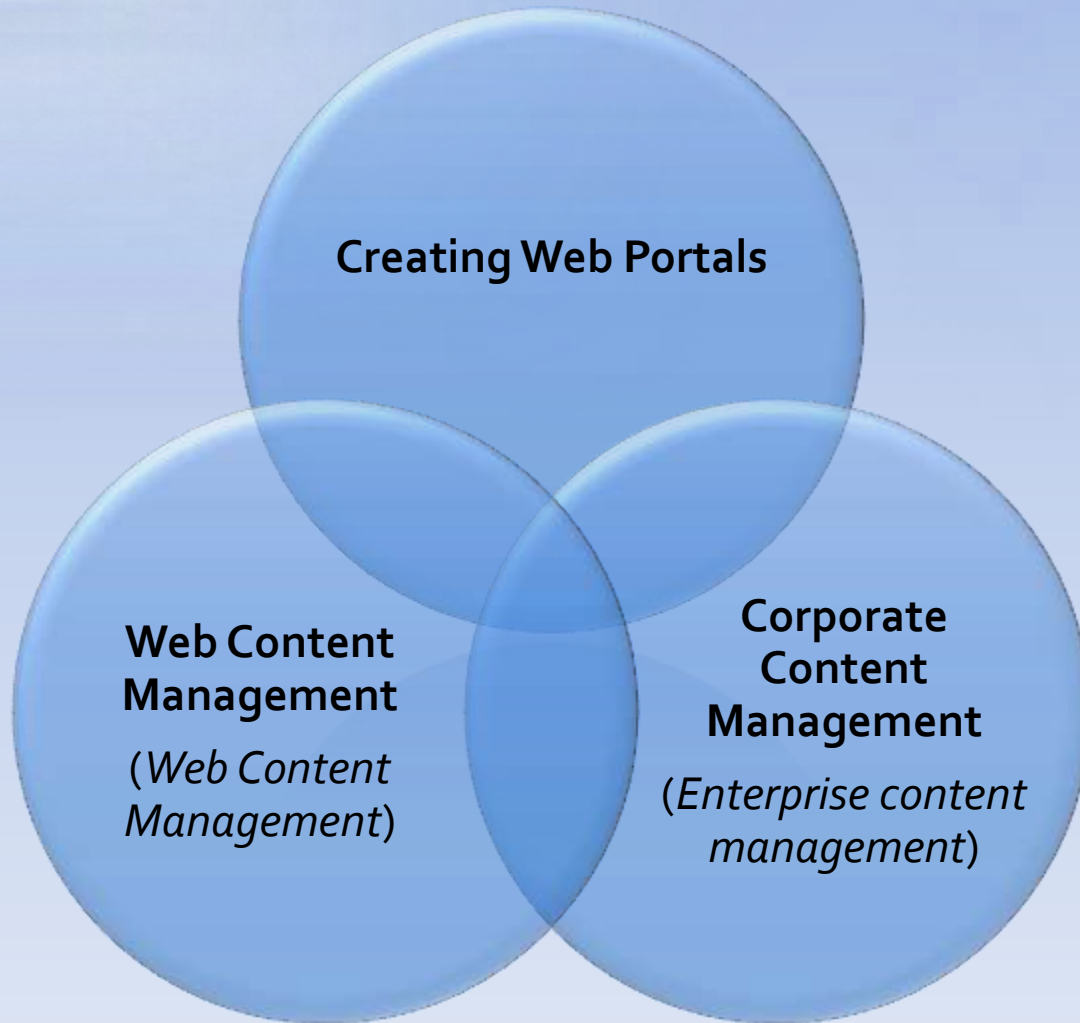 Creating Web Portals
Web Content
Management
(Web Content
Management)
Corporate
Content
Management
(Enterprise content
management)